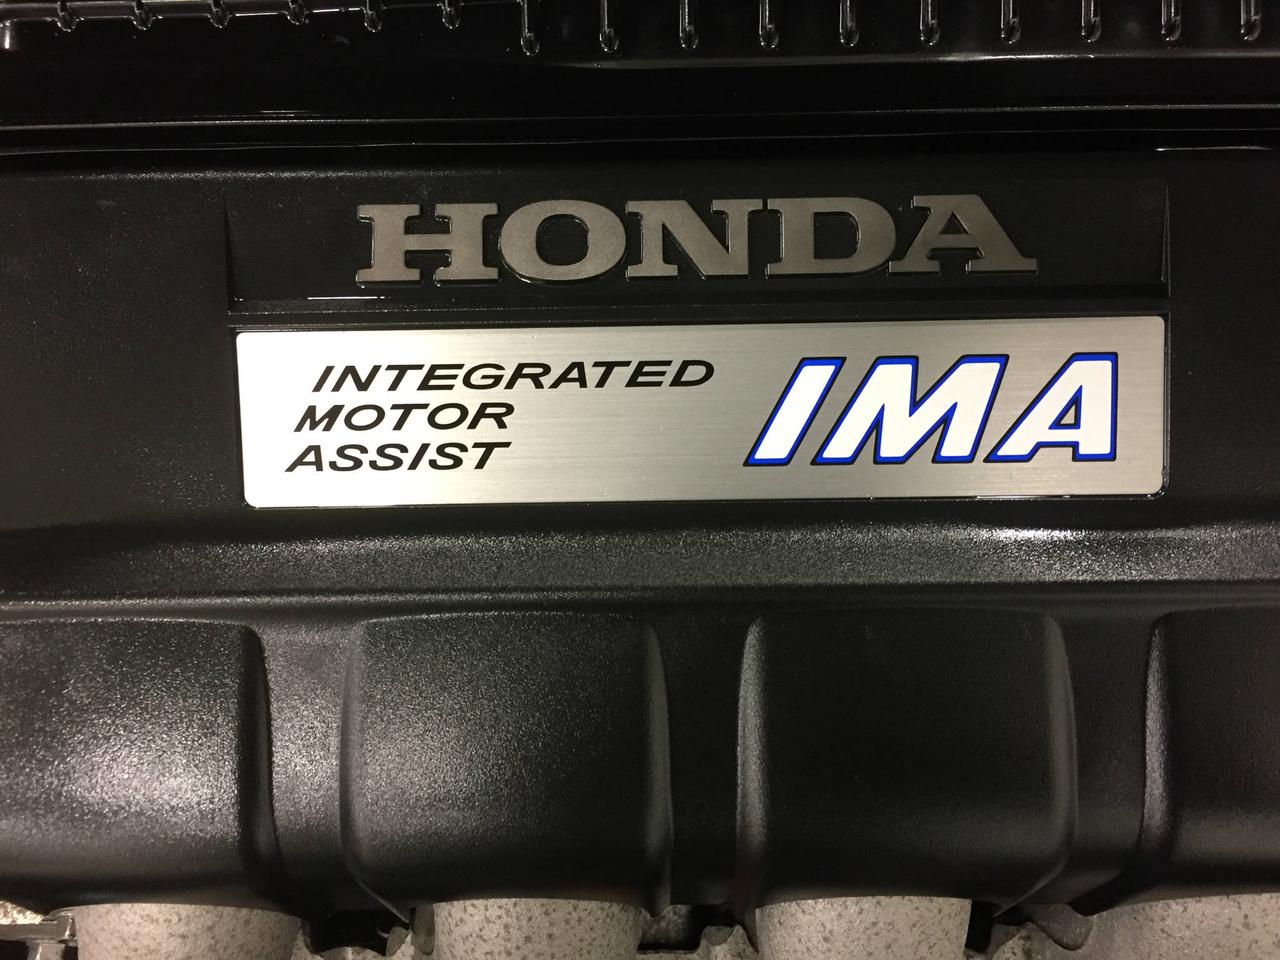 HONDA
INTEGRATED
MOTOR
ASSIST
IMA